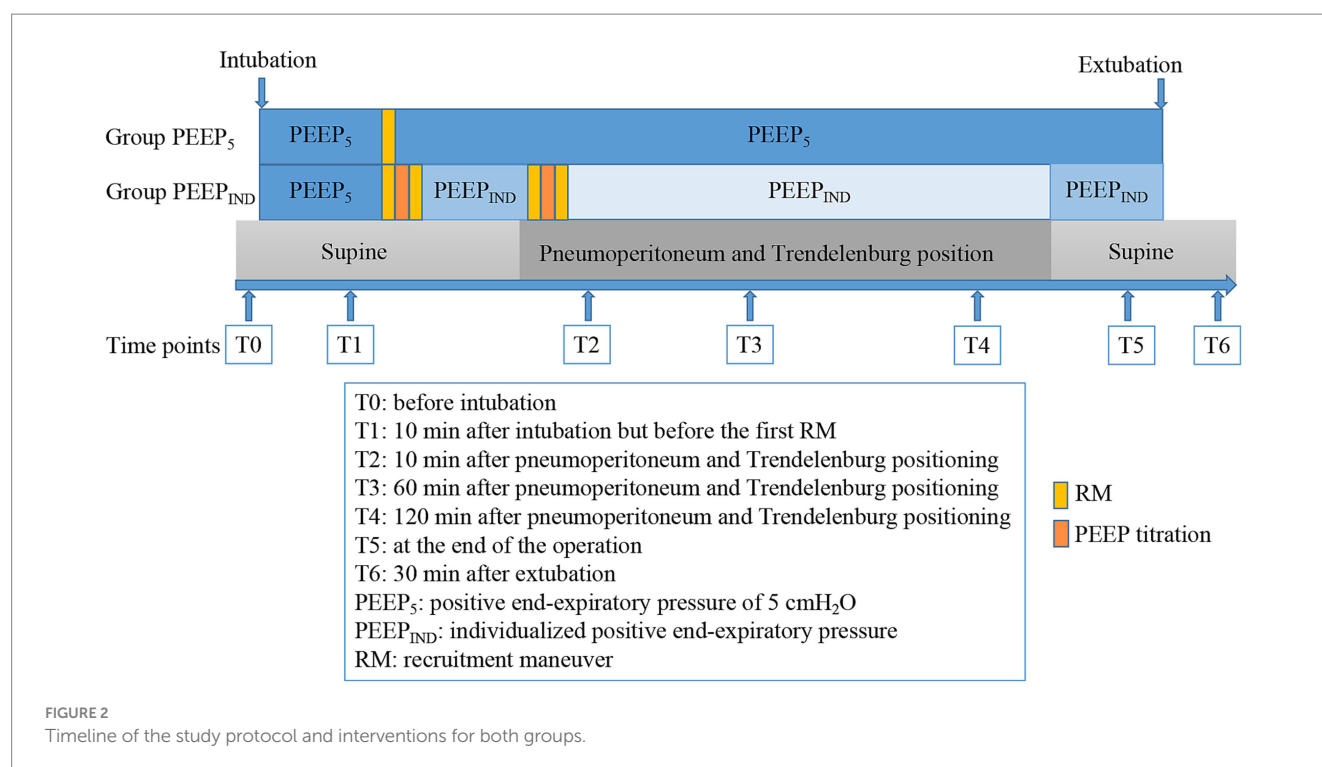 Intubation
Extubation
Group PEEP₅
PEEP₅
PEEP₅
Group PEEP_IND
PEEP₅
PEEP_IND
PEEP_IND
PEEP_IND
Supine
Pneumoperitoneum and Trendelenburg position
Supine
Time points
T0
T1
T2
T3
T4
T5
T6
T0: before intubation
T1: 10 min after intubation but before the first RM
T2: 10 min after pneumoperitoneum and Trendelenburg positioning
T3: 60 min after pneumoperitoneum and Trendelenburg positioning
T4: 120 min after pneumoperitoneum and Trendelenburg positioning
T5: at the end of the operation
T6: 30 min after extubation
PEEP₅: positive end-expiratory pressure of 5 cmH₂O
PEEP_IND: individualized positive end-expiratory pressure
RM: recruitment maneuver
RM
PEEP titration
FIGURE 2
Timeline of the study protocol and interventions for both groups.